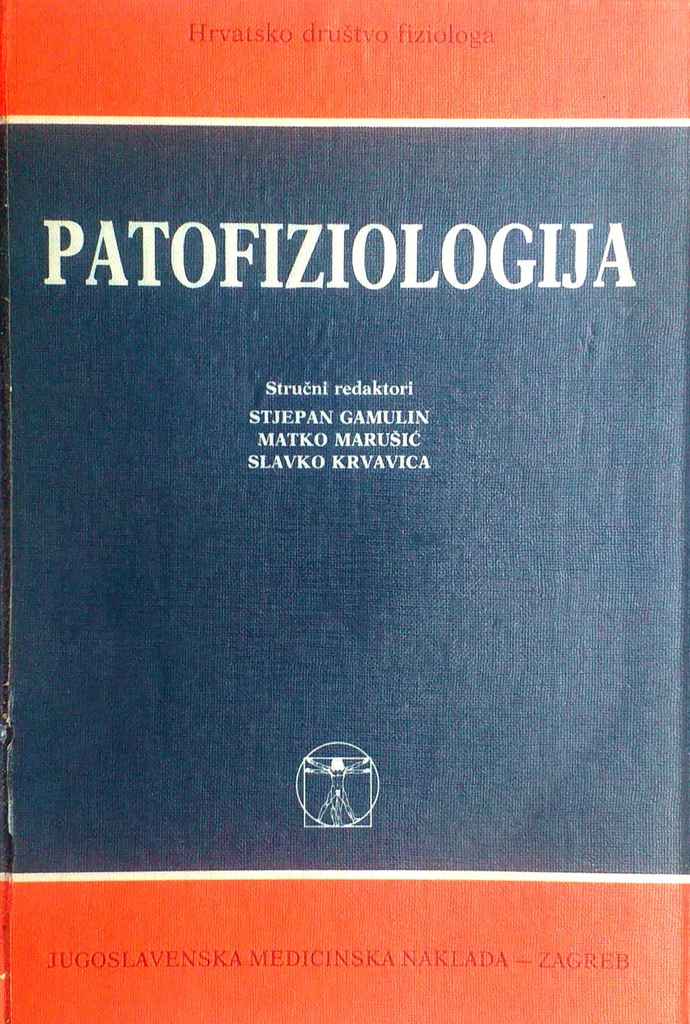 Hrvatsko društvo fiziologa
PATOFIZIOLOGIJA
Stručni redaktori
STJEPAN GAMULIN
MATKO MARUŠIĆ
SLAVKO KRVAVICA
JUGOSLAVENSKA MEDICINSKA NAKLADA – ZAGREB